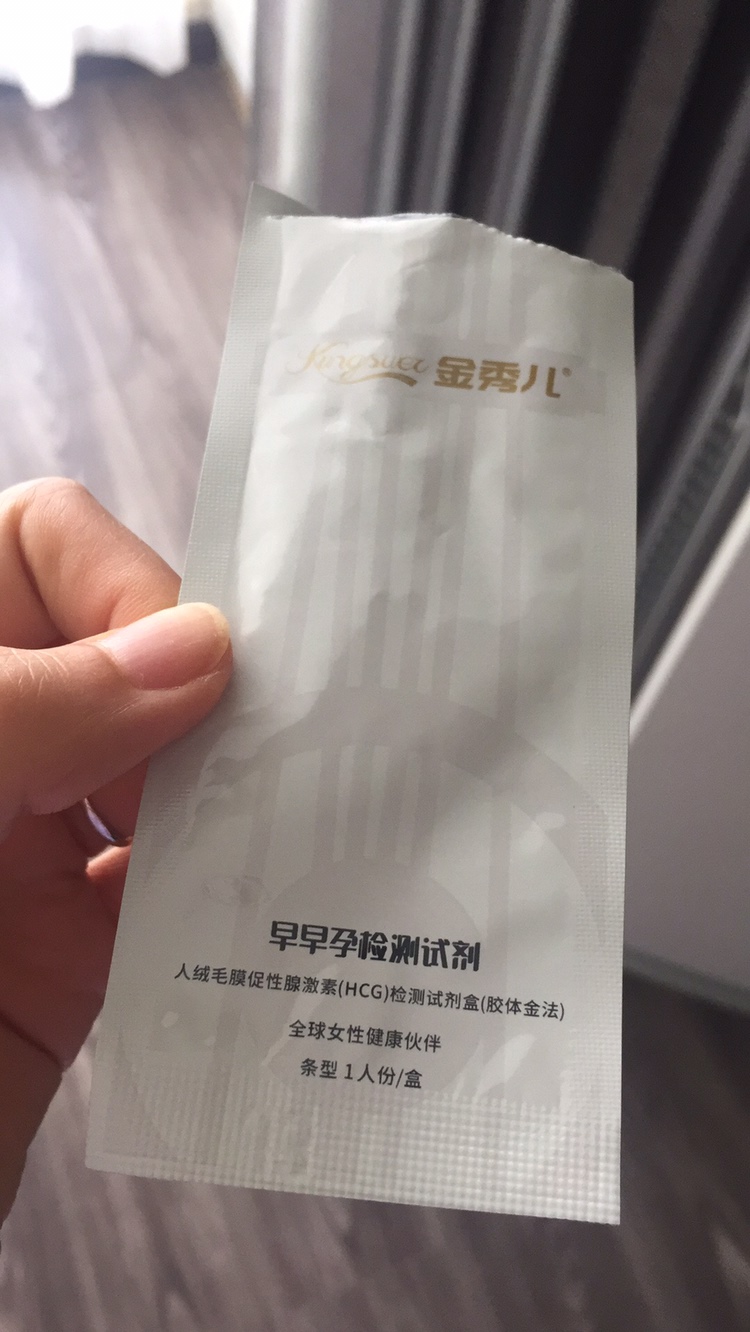 Kingsuer 金秀儿®
早早孕检测试剂
人绒毛膜促性腺激素(HCG)检测试剂盒(胶体金法)
全球女性健康伙伴
条型 1人份/盒